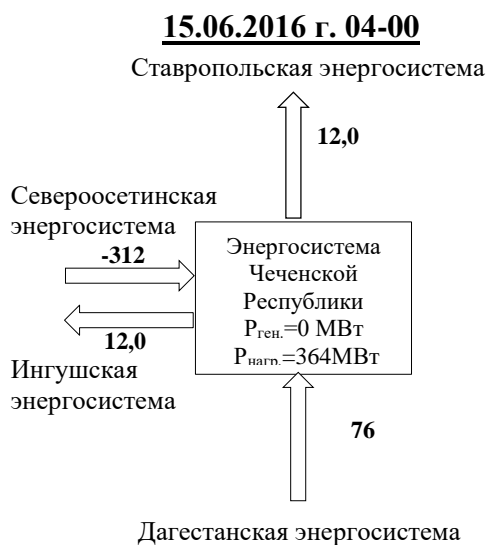 15.06.2016 г. 04-00
Ставропольская энергосистема
12,0
Североосетинская
энергосистема
-312
Энергосистема
Чеченской
Республики
Pген.=0 МВт
Pнагр.=364МВт
12,0
Ингушская
энергосистема
76
Дагестанская энергосистема